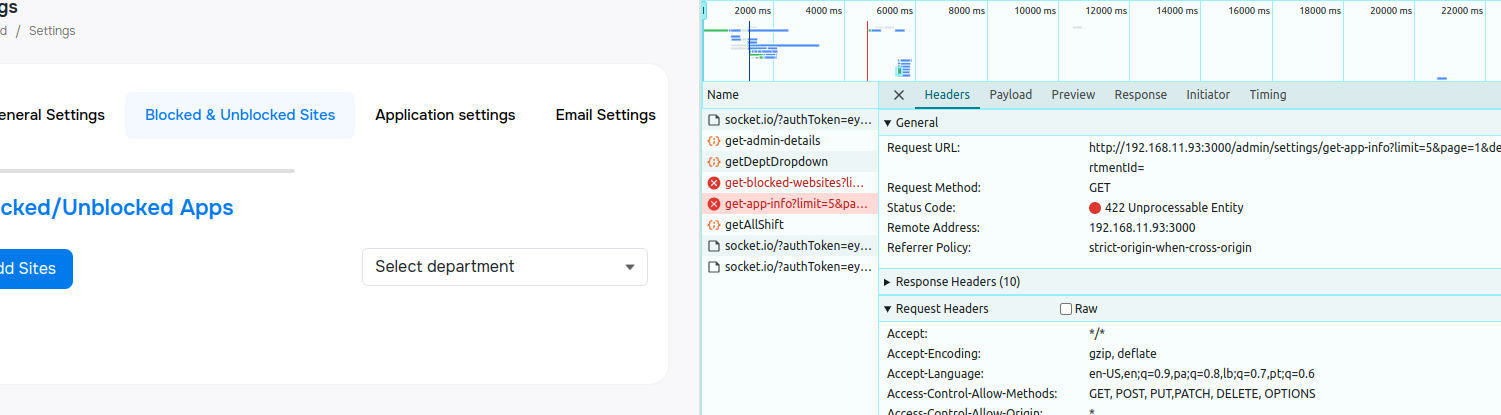 gs
d / Settings
eneral Settings Blocked & Unblocked Sites Application settings Email Settings
cked/Unblocked Apps
dd Sites Select department
2000 ms 4000 ms 6000 ms 8000 ms 10000 ms 12000 ms 14000 ms 16000 ms 18000 ms 20000 ms 22000 ms
Name
socket.io/?authToken=ey...
get-admin-details
getDeptDropdown
get-blocked-websites?li...
get-app-info?limit=5&pa...
getAllShift
socket.io/?authToken=ey...
socket.io/?authToken=ey...
Headers Payload Preview Response Initiator Timing
General
Request URL: http://192.168.11.93:3000/admin/settings/get-app-info?limit=5&page=1&de
rtmentId=
Request Method: GET
Status Code: 422 Unprocessable Entity
Remote Address: 192.168.11.93:3000
Referrer Policy: strict-origin-when-cross-origin
Response Headers (10)
Request Headers Raw
Accept: */*
Accept-Encoding: gzip, deflate
Accept-Language: en-US,en;q=0.9,pa;q=0.8,lb;q=0.7,pt;q=0.6
Access-Control-Allow-Methods: GET, POST, PUT,PATCH, DELETE, OPTIONS
Access-Control-Allow-Origin: *